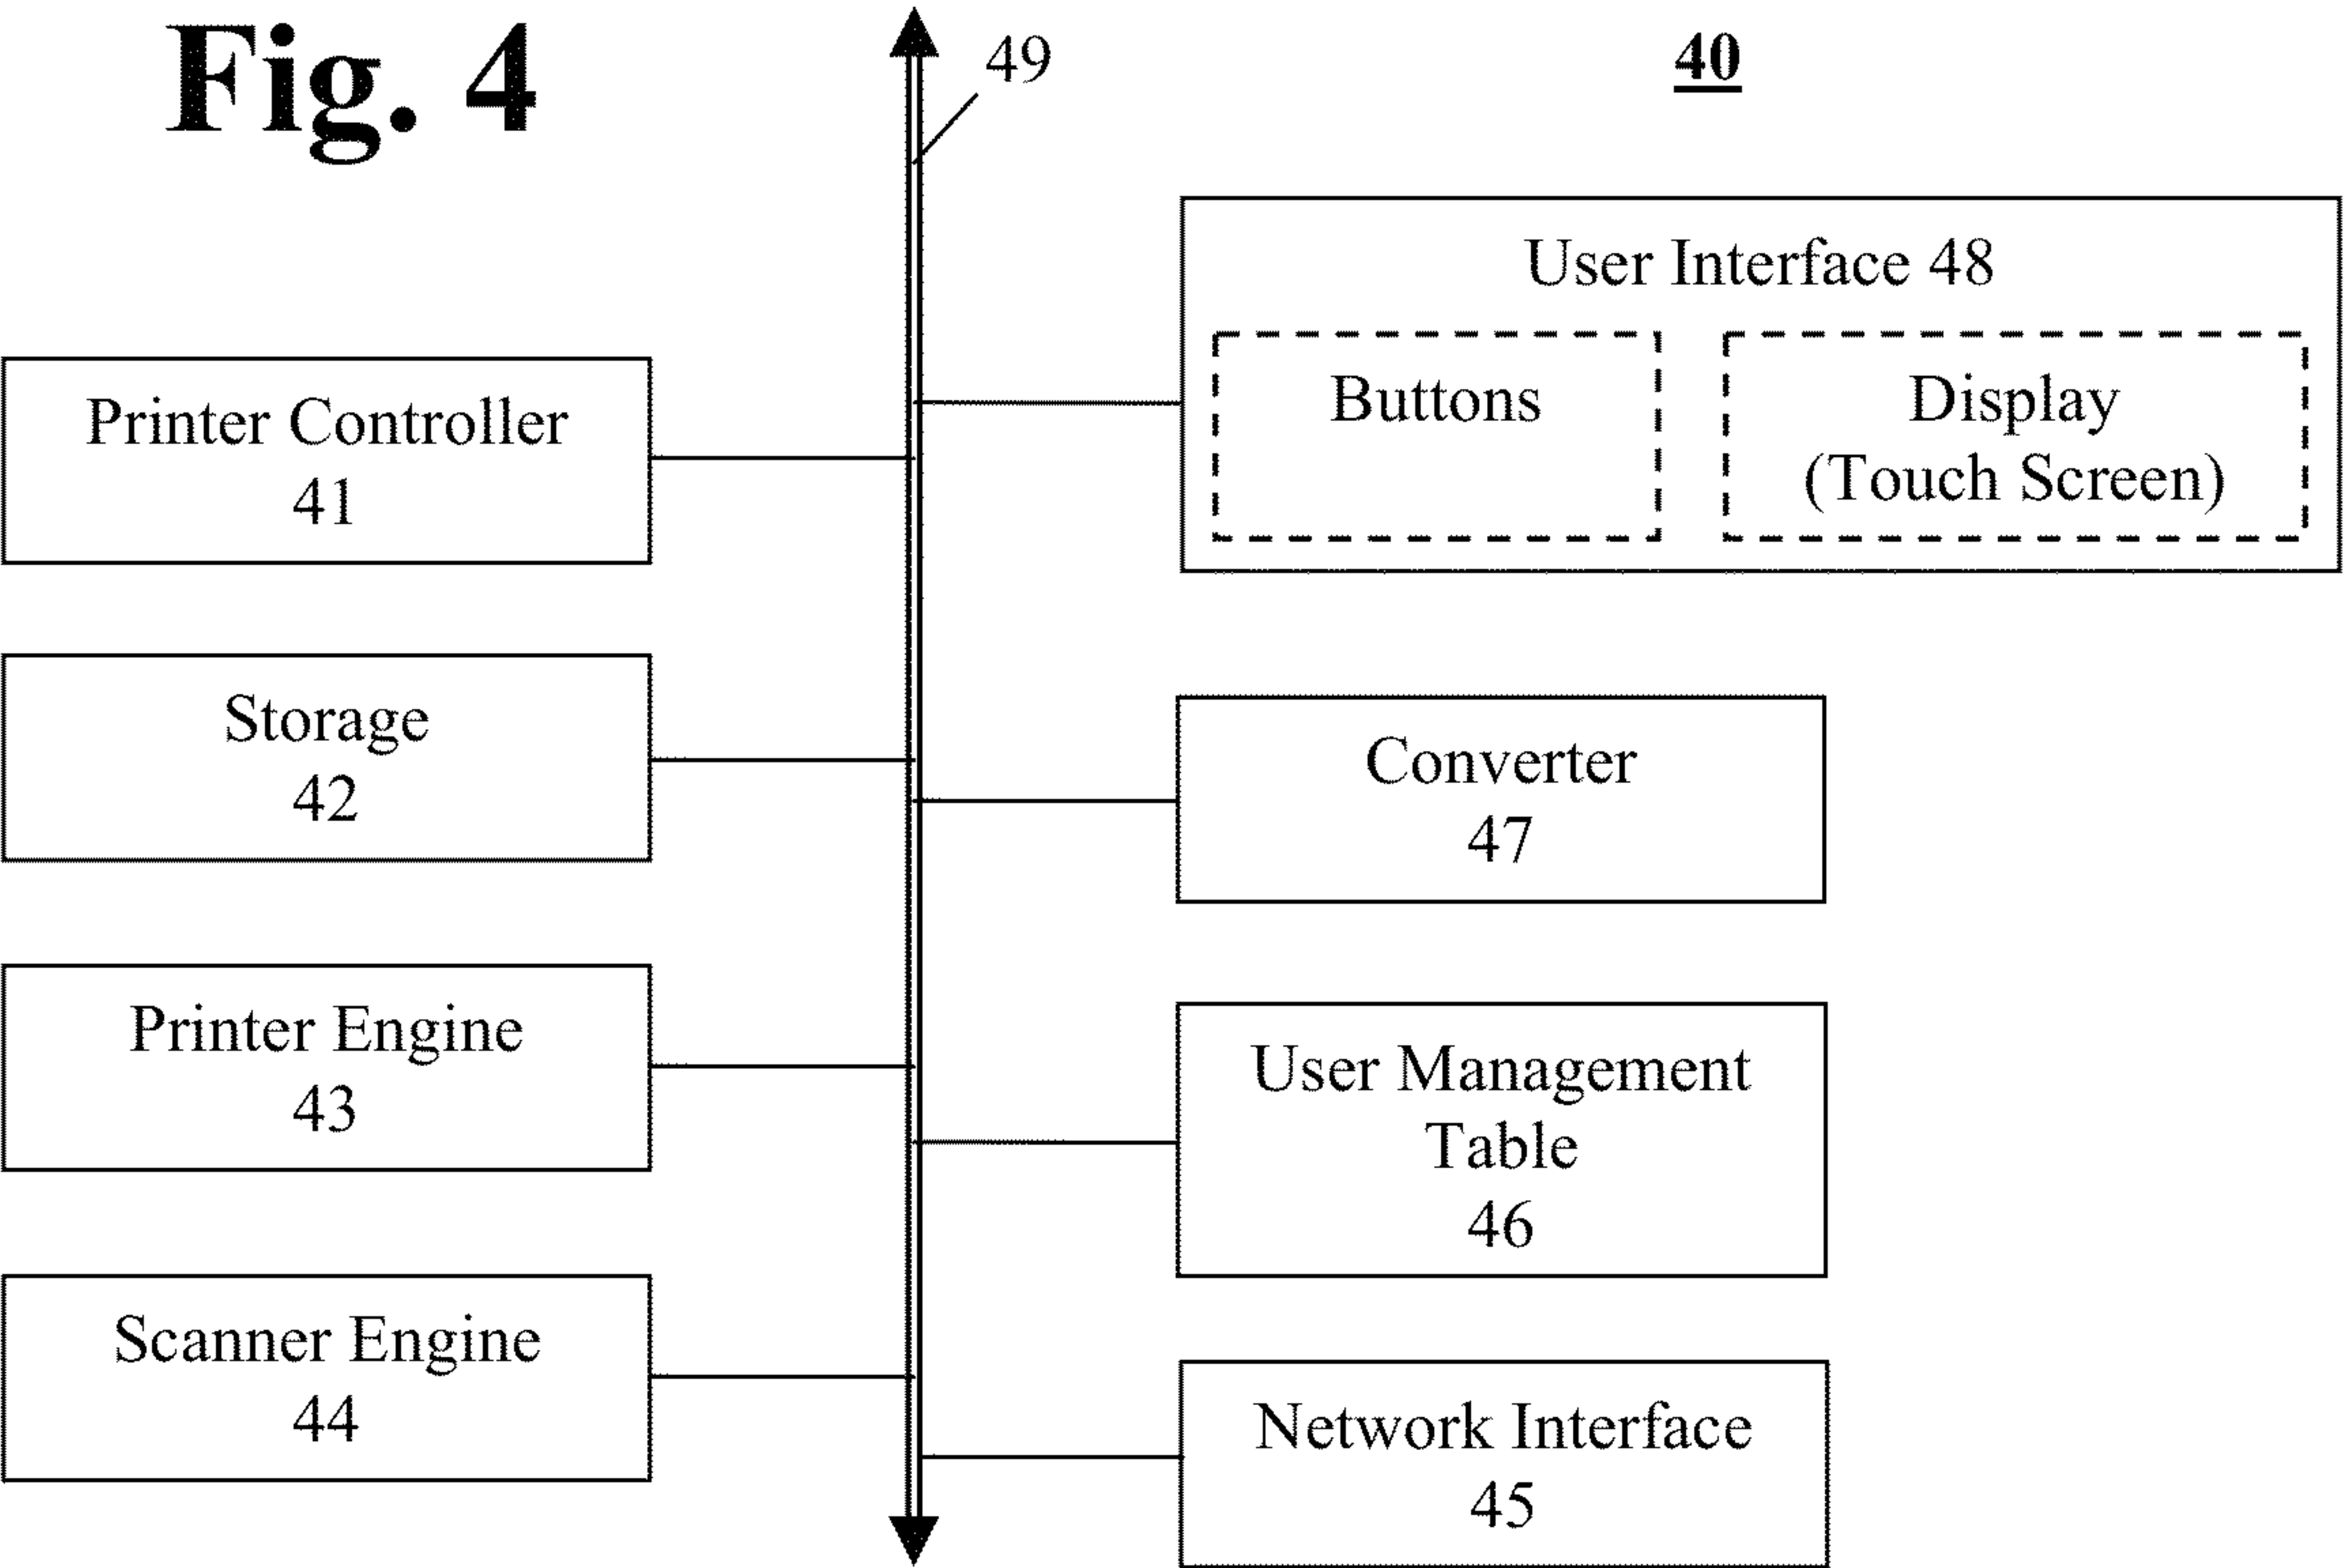 Fig. 4
49
40
User Interface 48
Buttons
Display
(Touch Screen)
Printer Controller
41
Storage
42
Converter
47
Printer Engine
43
User Management
Table
46
Scanner Engine
44
Network Interface
45